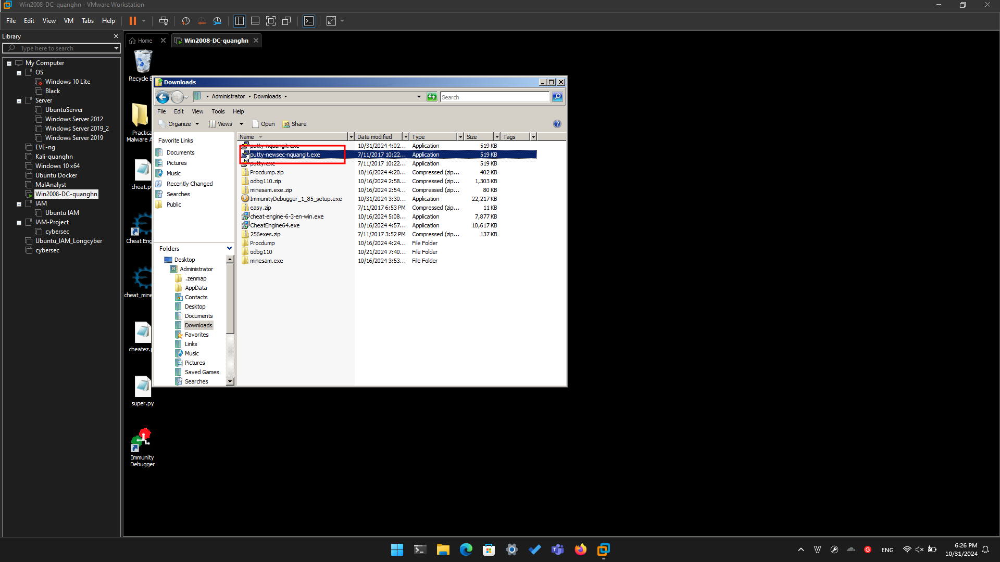 Win2008-DC-quanghn - VMware Workstation
File Edit View VM Tabs Help
Library
Type here to search
My Computer
OS
Windows 10 Lite
Black
Server
UbuntuServer
Windows Server 2012
Windows Server 2019_2
Windows Server 2019
EVE-ng
Kali-quanghn
Windows 10 x64
Ubuntu Docker
MalAnalyst
Win2008-DC-quanghn
IAM
Ubuntu IAM
IAM-Project
cybersec
Ubuntu_IAM_Longcyber
cybersec
Home
Win2008-DC-quanghn
Recycle B
Practica
Malware A
cheat.p
Cheat Eng
cheat_mine
cheatez.
super.py
Immunity
Debugger
Downloads
Administrator Downloads
Search
File Edit View Tools Help
Organize Views Open Share
Favorite Links
Documents
Pictures
Music
Recently Changed
Searches
Public
Folders
Desktop
Administrator
.zenmap
AppData
Contacts
Desktop
Documents
Downloads
Favorites
Links
Music
Pictures
Saved Games
Searches
Name Date modified Type Size Tags
putty-nquangit.exe 10/31/2024 4:02... Application 519 KB
putty-newsec-nquangit.exe 7/11/2017 10:22... Application 519 KB
putty.exe 7/11/2017 10:22... Application 519 KB
Procdump.zip 10/16/2024 4:20... Compressed (zip... 402 KB
odbg110.zip 10/16/2024 2:58... Compressed (zip... 1,303 KB
minesam.exe.zip 10/16/2024 2:54... Compressed (zip... 80 KB
ImmunityDebugger_1_85_setup.exe 10/31/2024 3:30... Application 22,217 KB
easy.zip 7/11/2017 6:53 PM Compressed (zip... 11 KB
cheat-engine-6-3-en-win.exe 10/16/2024 5:08... Application 7,877 KB
CheatEngine64.exe 10/16/2024 4:57... Application 10,617 KB
256exes.zip 7/11/2017 3:52 PM Compressed (zip... 137 KB
Procdump 10/16/2024 4:24... File Folder
odbg110 10/21/2024 7:40... File Folder
minesam.exe 10/16/2024 3:53... File Folder
ENG
6:26 PM
10/31/2024